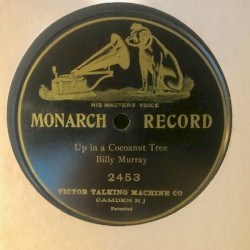 HIS MASTERS VOICE
MONARCH RECORD
Up in a Cocoanut Tree
Billy Murray
2453
VICTOR TALKING MACHINE CO
CAMDEN N J
Patented